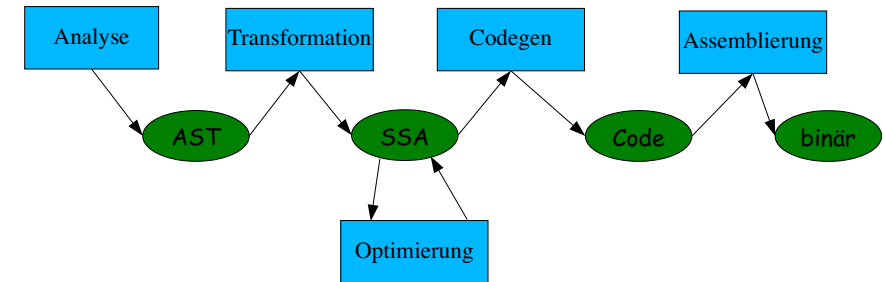 Analyse
Transformation
Codegen
Assemblierung
AST
SSA
Code
binär
Optimierung